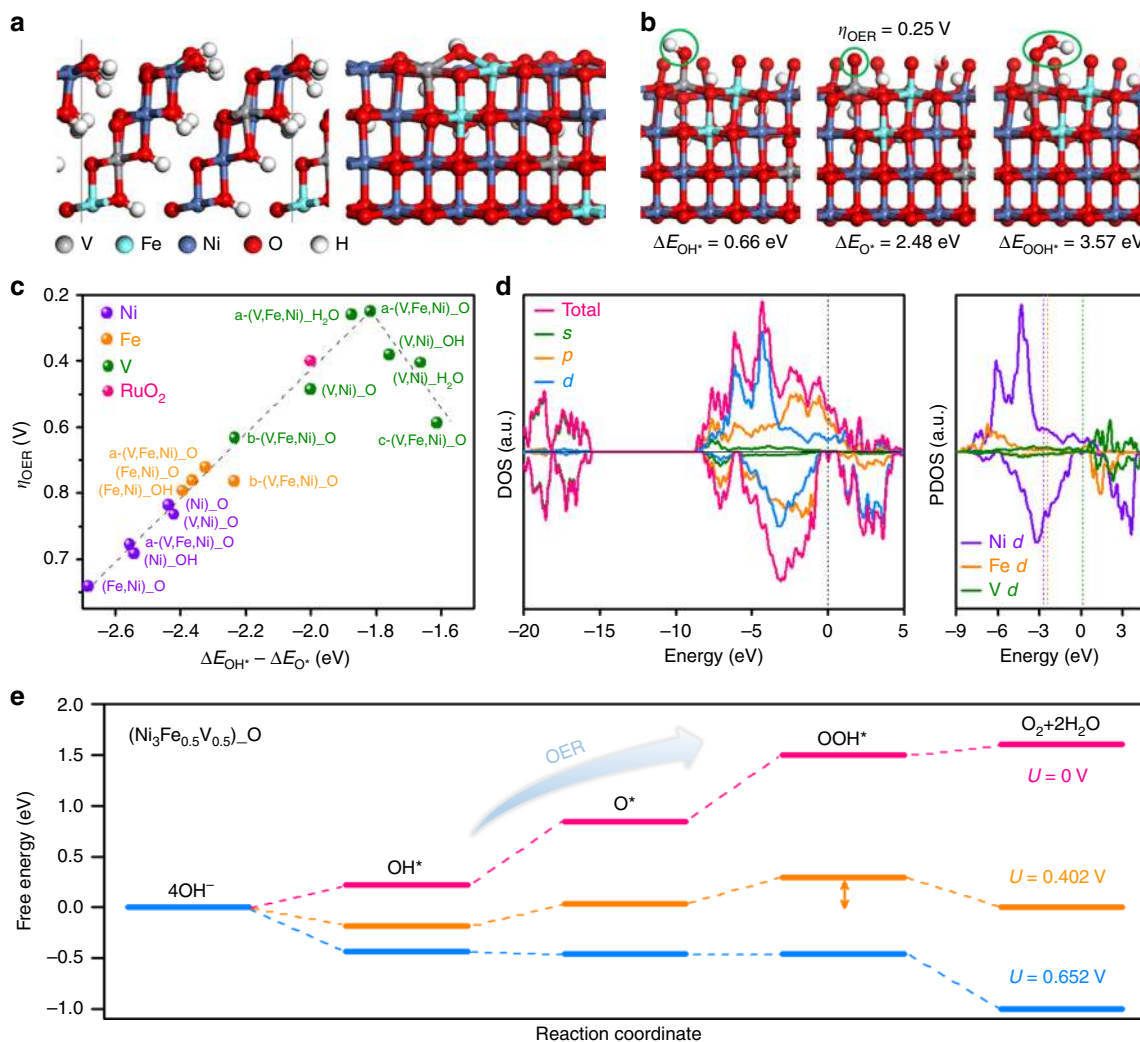 a
V Fe Ni O H
b
ηOER = 0.25 V
ΔEOH* = 0.66 eV ΔEO* = 2.48 eV ΔEOOH* = 3.57 eV
c
0.2
0.4
0.6
0.8
0.7
ηOER (V)
Ni
Fe
V
RuO2
a-(V,Fe,Ni)_H2O
a-(V,Fe,Ni)_O
(V,Ni)_OH
(V,Ni)_H2O
(V,Ni)_O
c-(V,Fe,Ni)_O
b-(V,Fe,Ni)_O
a-(V,Fe,Ni)_O
(Fe,Ni)_O
b-(V,Fe,Ni)_O
(Fe,Ni)_OH
(Ni)_O
(V,Ni)_O
a-(V,Fe,Ni)_O
(Ni)_OH
(Fe,Ni)_O
−2.6 −2.4 −2.2 −2.0 −1.8 −1.6
ΔEOH* − ΔEO* (eV)
d
Total
s
p
d
DOS (a.u.)
−20 −15 −10 −5 0 5
Energy (eV)
PDOS (a.u.)
Ni d
Fe d
V d
−9 −6 −3 0 3
Energy (eV)
e
2.0
1.5
1.0
0.5
0.0
−0.5
−1.0
Free energy (eV)
(Ni3Fe0.5V0.5)_O
OER
4OH−
OH*
O*
OOH*
O2+2H2O
U = 0 V
U = 0.402 V
U = 0.652 V
Reaction coordinate